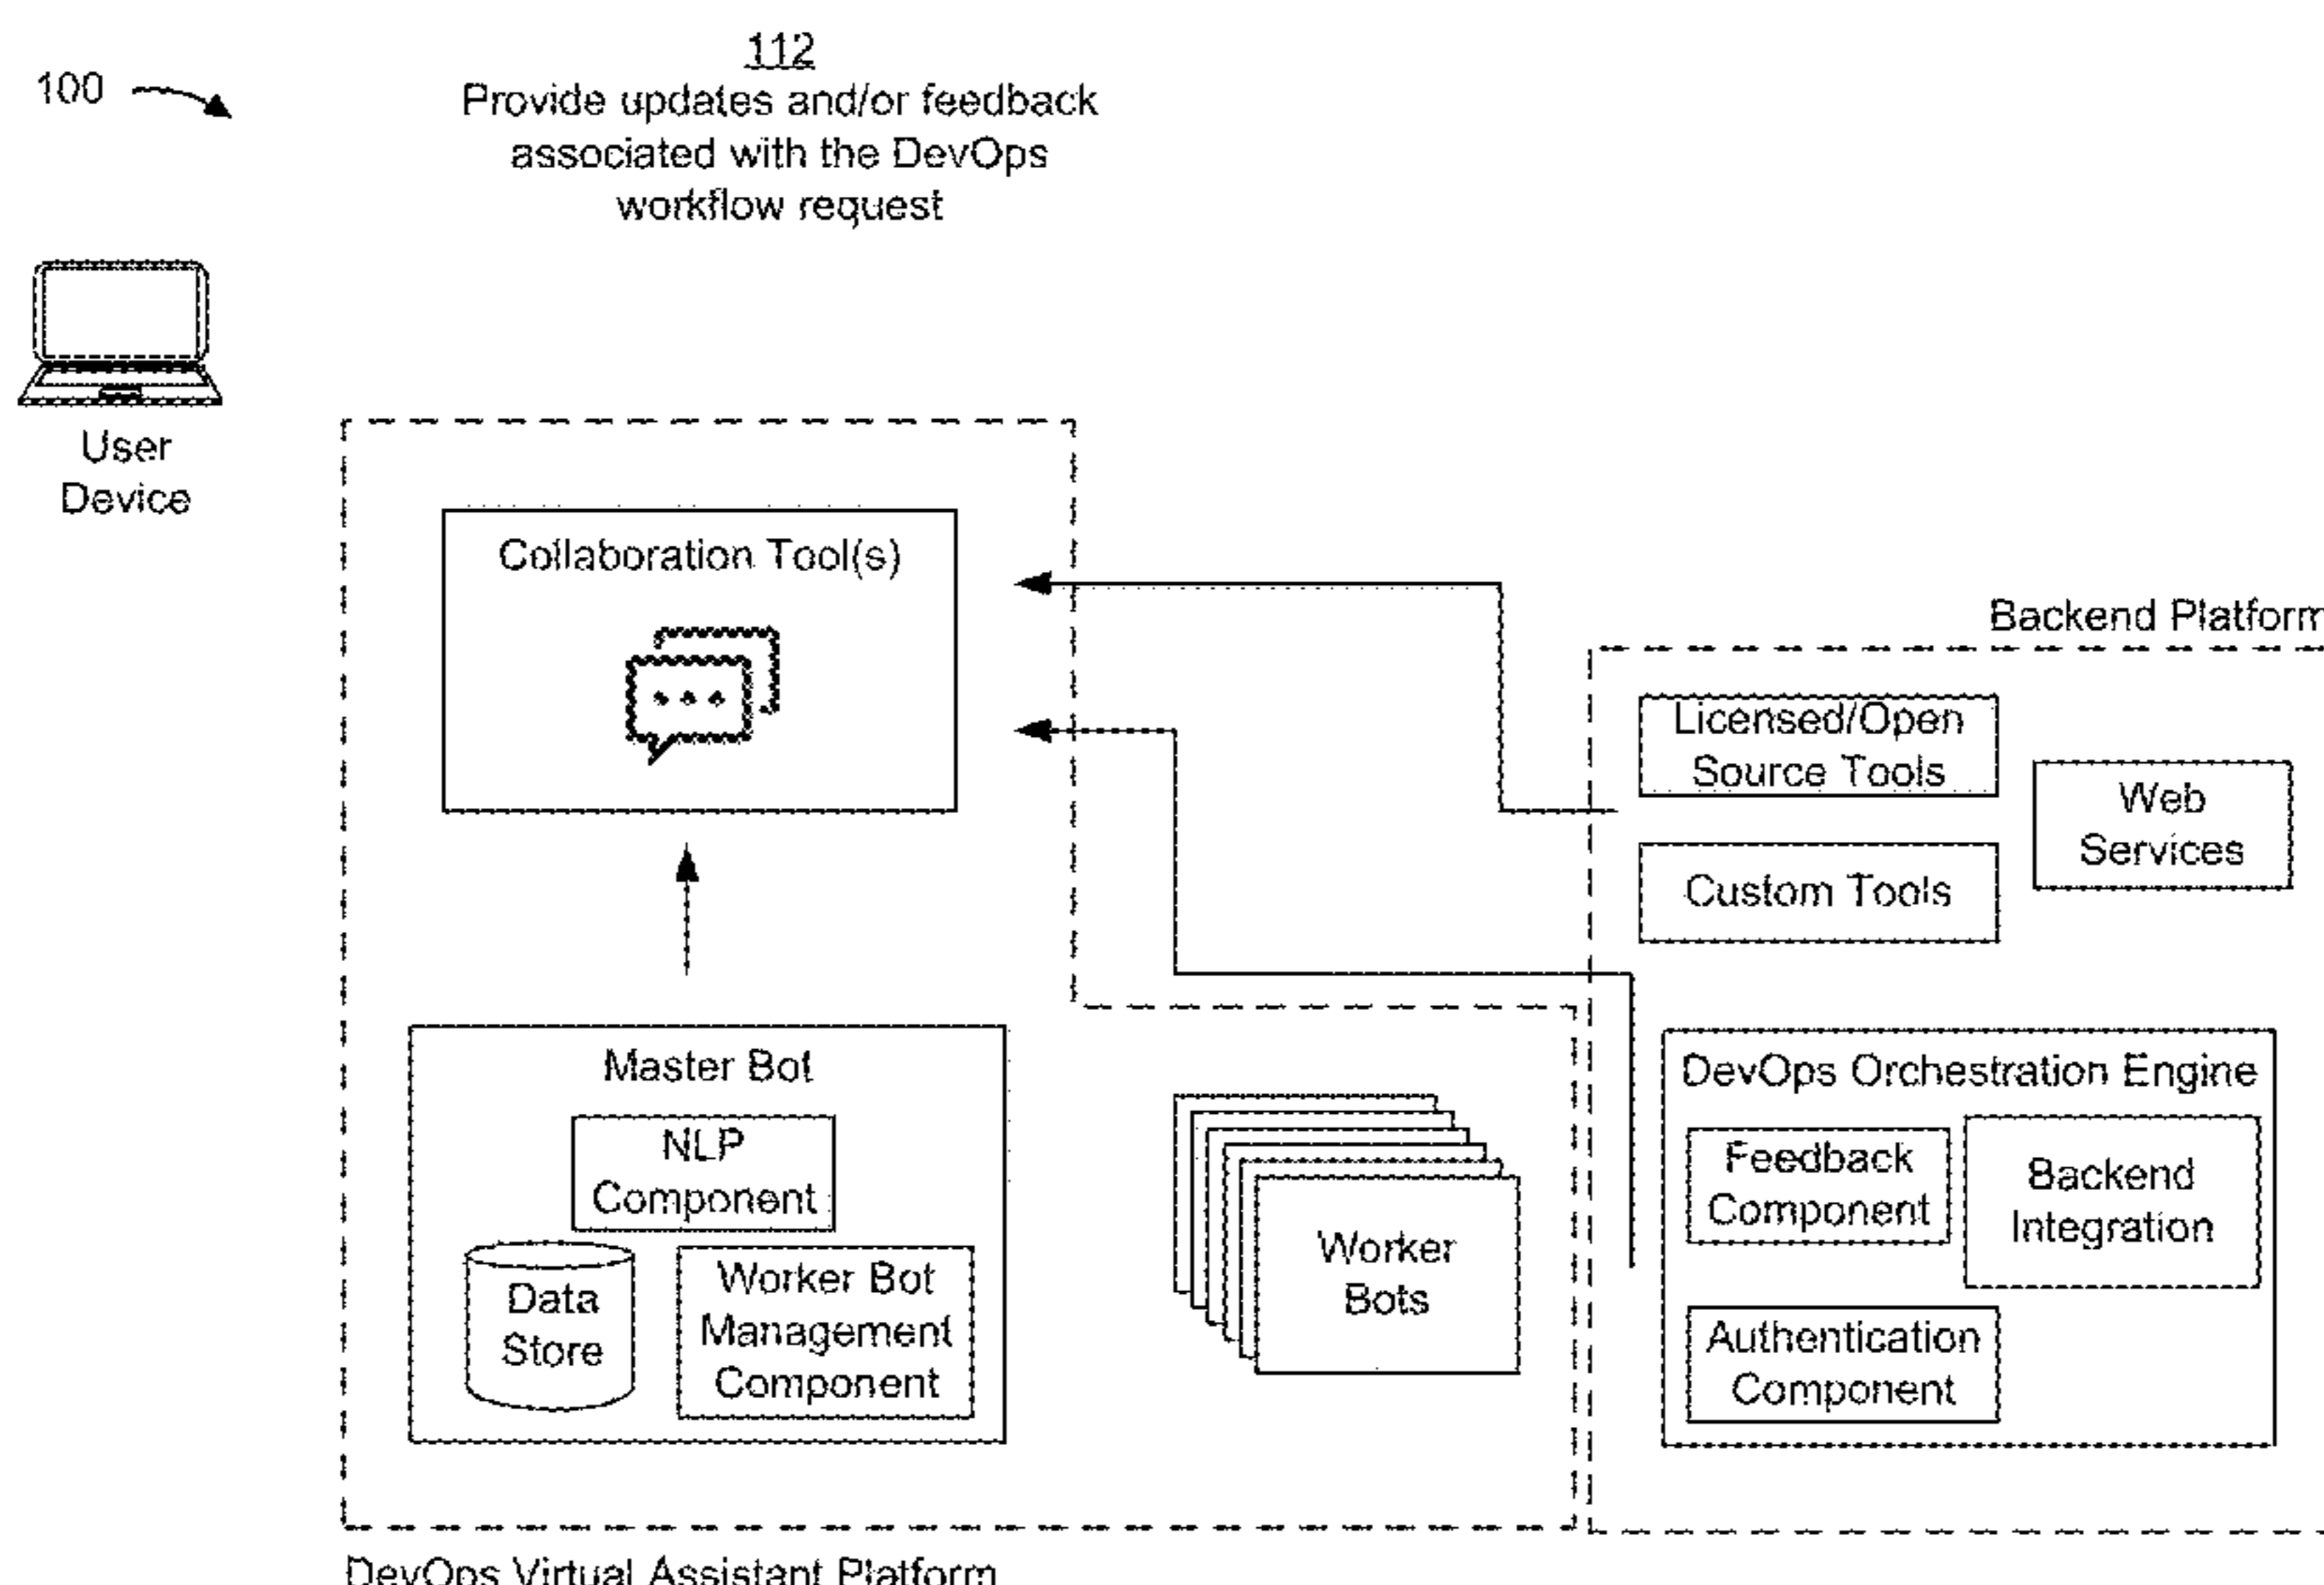 112
100
Provide updates and/or feedback
associated with the DevOps
workflow request
User
Device
Collaboration Tool(s)
Backend Platform
Licensed/Open
Source Tools
Web
Services
Custom Tools
Master Bot
NLP
Component
Data
Store
Worker Bot
Management
Component
Worker
Bots
DevOps Orchestration Engine
Feedback
Component
Backend
Integration
Authentication
Component
DevOps Virtual Assistant Platform